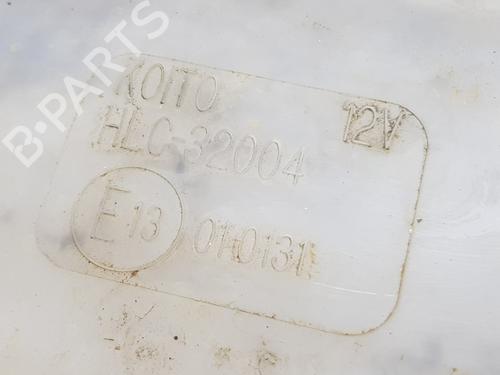 B-PARTS
KOITO
12V
HLC-32004
E13
010131